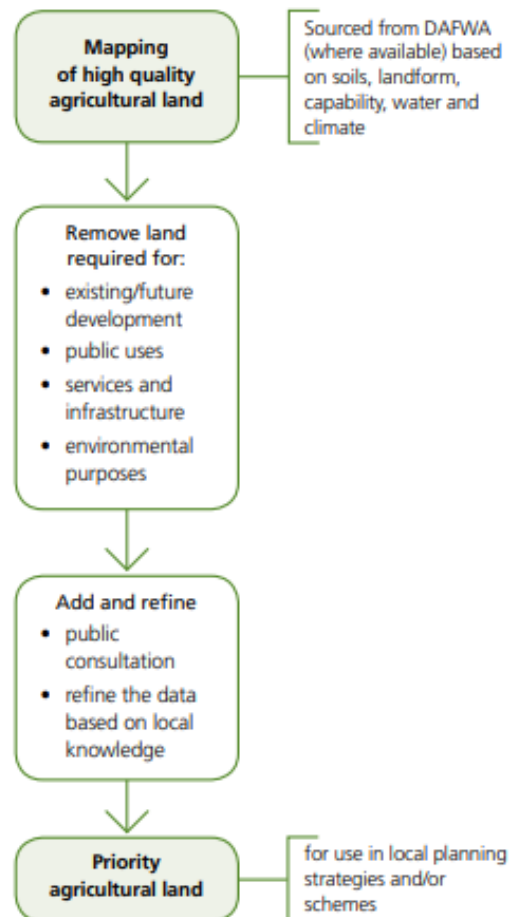 Mapping
of high quality
agricultural land
Sourced from DAFWA
(where available) based
on soils, landform,
capability, water and
climate
Remove land
required for:
• existing/future
development
• public uses
• services and
infrastructure
• environmental
purposes
Add and refine
• public
consultation
• refine the data
based on local
knowledge
Priority
agricultural land
for use in local planning
strategies and/or
schemes